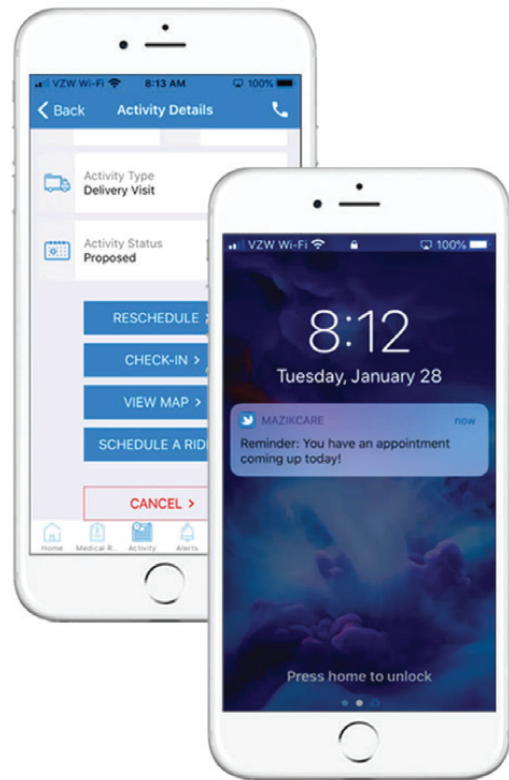 VZW Wi-Fi 8:13 AM 100%
Back Activity Details
Activity Type
Delivery Visit
Activity Status
Proposed
RESCHEDULE >
CHECK-IN >
VIEW MAP >
SCHEDULE A RID
CANCEL >
Home Medical R... Activity Alerts
VZW Wi-Fi 100%
8:12
Tuesday, January 28
MAZIKCARE now
Reminder: You have an appointment
coming up today!
Press home to unlock